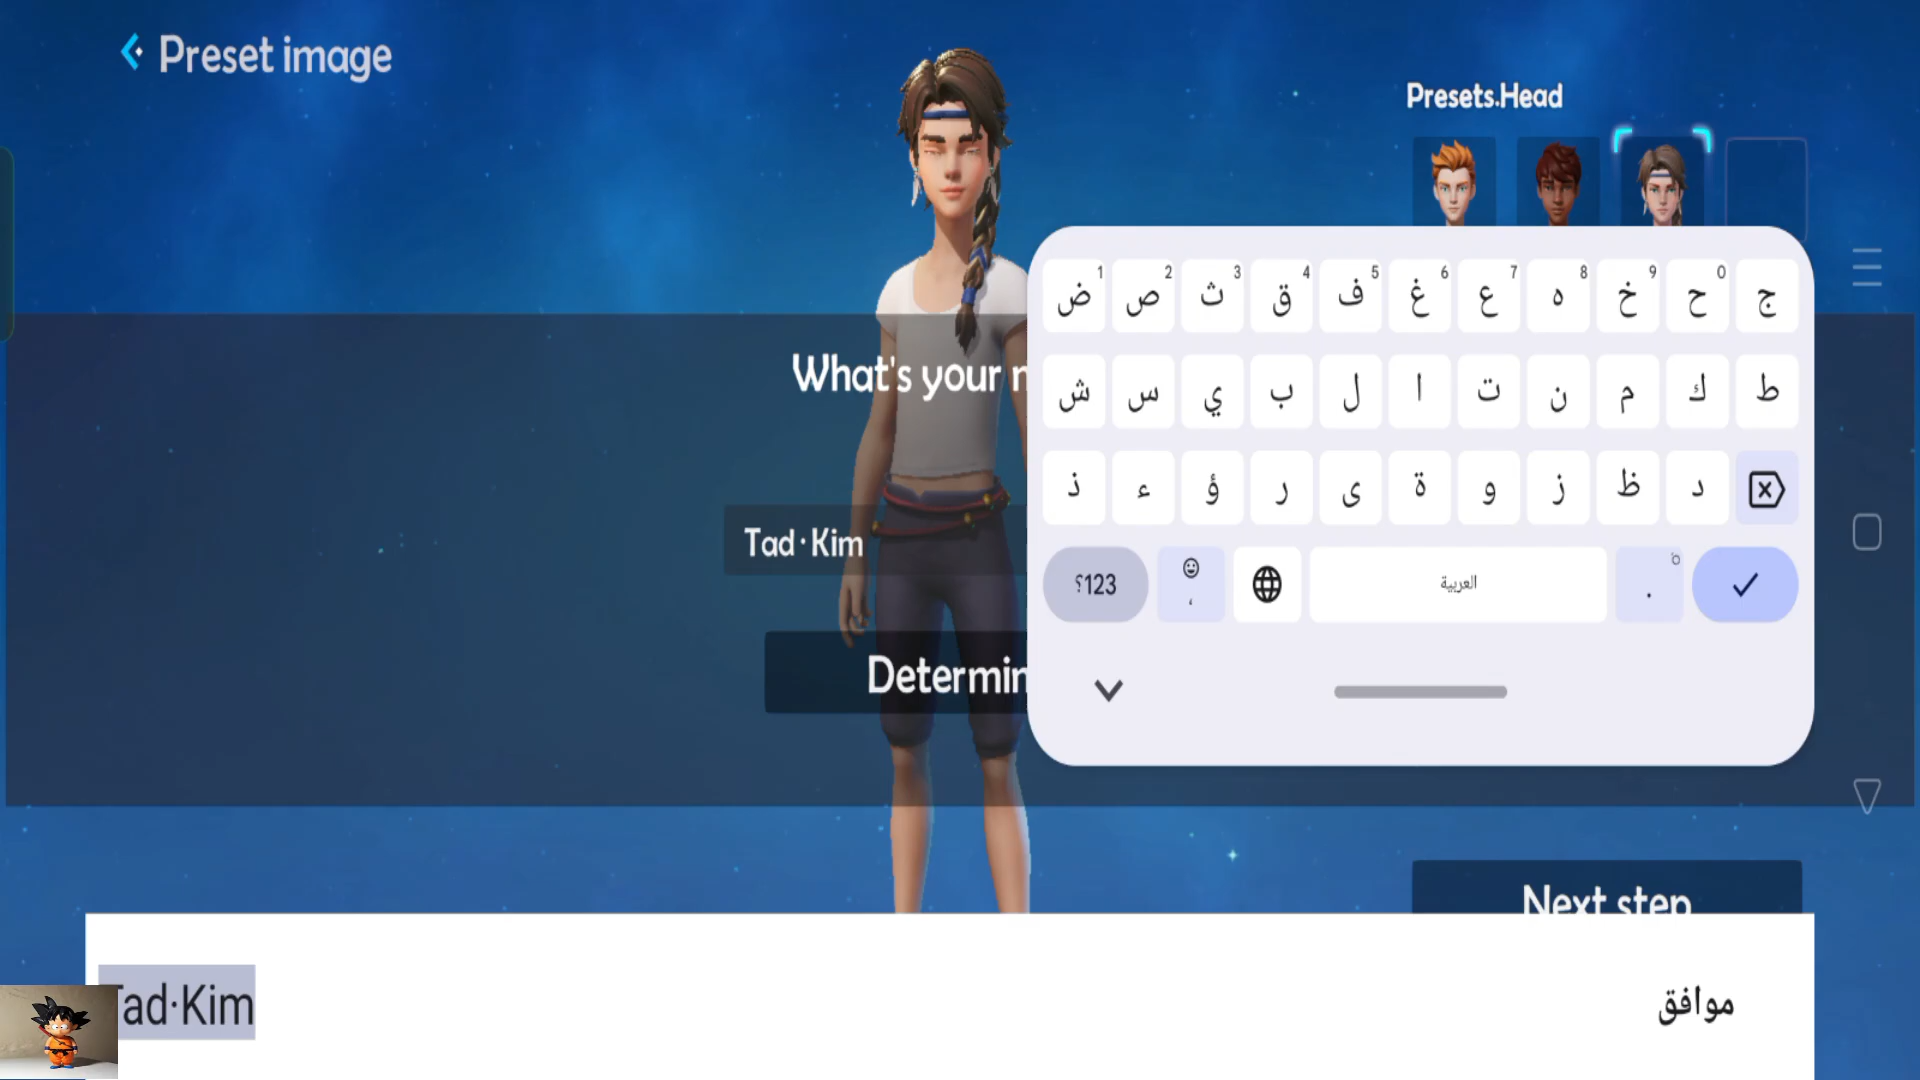 Preset image
Presets.Head
What's your
Tad·Kim
1 2 3 4 5 6 7 8 9 0
ض ص ث ق ف غ ع ه خ ح ج
ش س ي ب ل ا ت ن م ك ط
ذ ء ؤ ر ى ة و ز ظ د
؟123
،
العربية
.
Next step
Tad·Kim
موافق